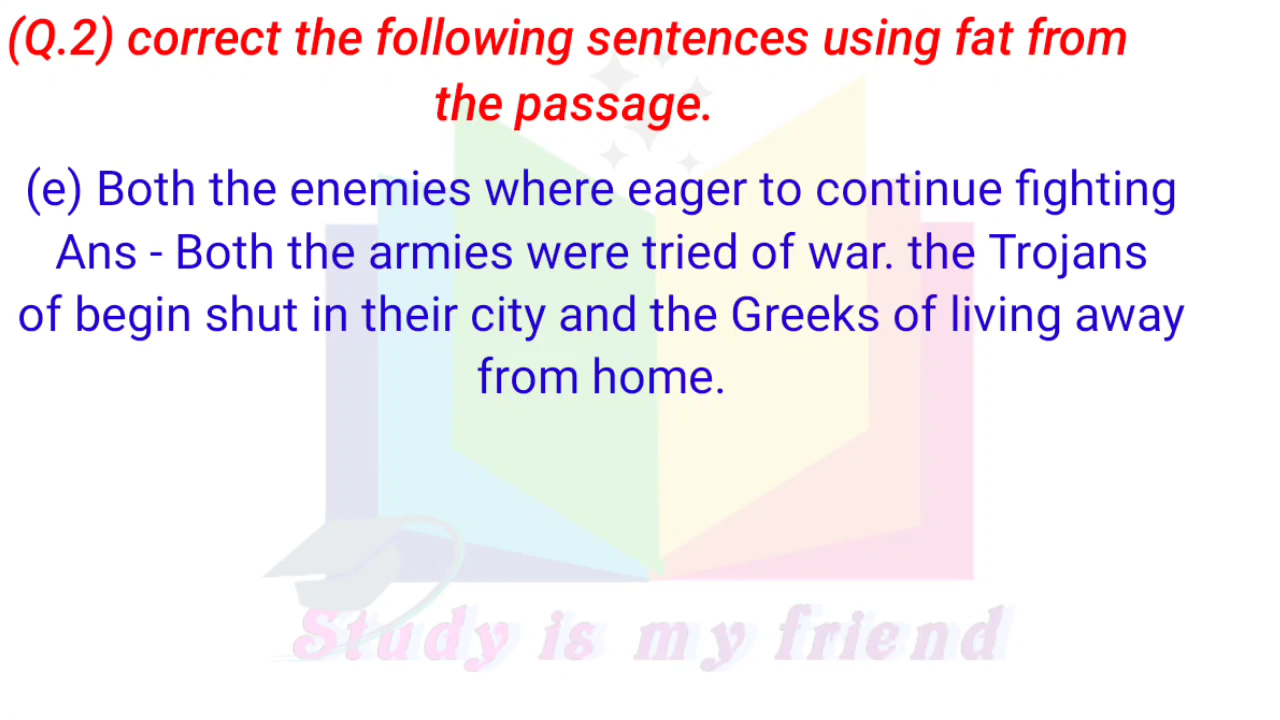 (Q.2) correct the following sentences using fat from
the passage.
(e) Both the enemies where eager to continue fighting
Ans - Both the armies were tried of war. the Trojans
of begin shut in their city and the Greeks of living away
from home.
Study is my friend